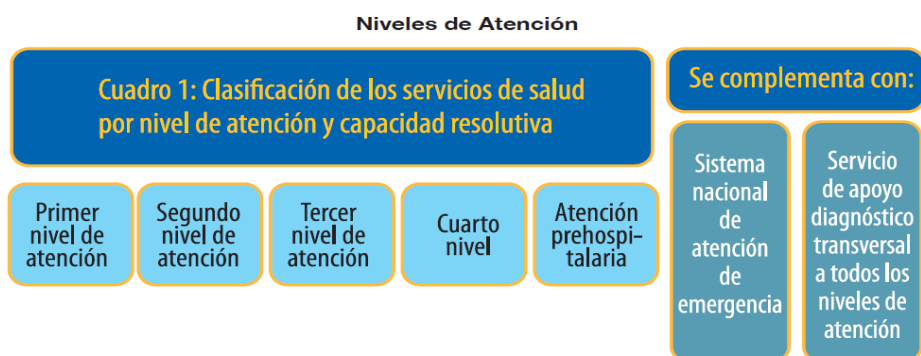 Niveles de Atención
Cuadro 1: Clasificación de los servicios de salud
por nivel de atención y capacidad resolutiva
Primer
nivel de
atención
Segundo
nivel de
atención
Tercer
nivel de
atención
Cuarto
nivel
Atención
prehospi-
talaria
Se complementa con:
Sistema
nacional
de
atención
de
emergencia
Servicio
de apoyo
diagnóstico
transversal
a todos los
niveles de
atención